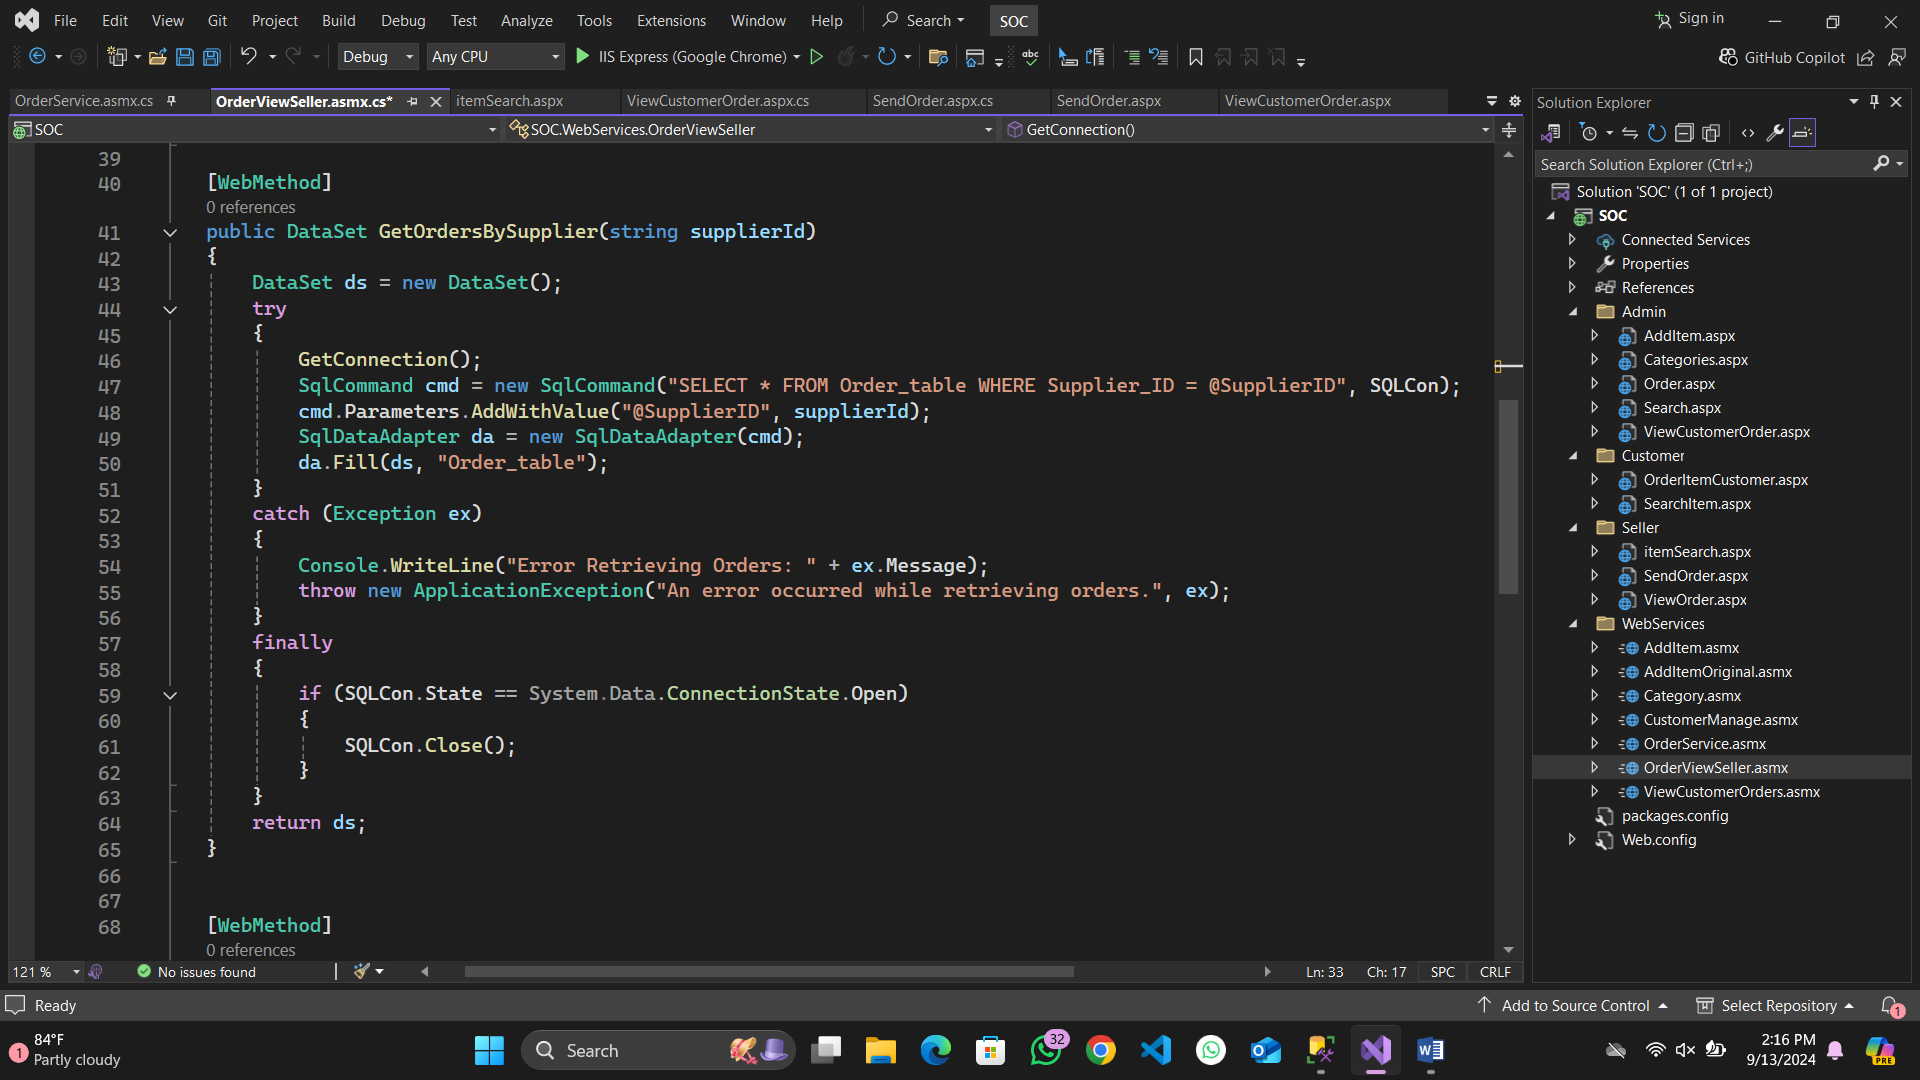 File Edit View Git Project Build Debug Test Analyze Tools Extensions Window Help Search SOC Sign in
Debug Any CPU IIS Express (Google Chrome) GitHub Copilot
OrderService.asmx.cs OrderViewSeller.asmx.cs* itemSearch.aspx ViewCustomerOrder.aspx.cs SendOrder.aspx.cs SendOrder.aspx ViewCustomerOrder.aspx
SOC SOC.WebServices.OrderViewSeller GetConnection()
39
40 [WebMethod]
0 references
41 public DataSet GetOrdersBySupplier(string supplierId)
42 {
43 DataSet ds = new DataSet();
44 try
45 {
46 GetConnection();
47 SqlCommand cmd = new SqlCommand("SELECT * FROM Order_table WHERE Supplier_ID = @SupplierID", SQLCon);
48 cmd.Parameters.AddWithValue("@SupplierID", supplierId);
49 SqlDataAdapter da = new SqlDataAdapter(cmd);
50 da.Fill(ds, "Order_table");
51 }
52 catch (Exception ex)
53 {
54 Console.WriteLine("Error Retrieving Orders: " + ex.Message);
55 throw new ApplicationException("An error occurred while retrieving orders.", ex);
56 }
57 finally
58 {
59 if (SQLCon.State == System.Data.ConnectionState.Open)
60 {
61 SQLCon.Close();
62 }
63 }
64 return ds;
65 }
66
67
68 [WebMethod]
0 references
121 % No issues found Ln: 33 Ch: 17 SPC CRLF
Solution Explorer
Search Solution Explorer (Ctrl+;)
Solution 'SOC' (1 of 1 project)
SOC
Connected Services
Properties
References
Admin
AddItem.aspx
Categories.aspx
Order.aspx
Search.aspx
ViewCustomerOrder.aspx
Customer
OrderItemCustomer.aspx
SearchItem.aspx
Seller
itemSearch.aspx
SendOrder.aspx
ViewOrder.aspx
WebServices
AddItem.asmx
AddItemOriginal.asmx
Category.asmx
CustomerManage.asmx
OrderService.asmx
OrderViewSeller.asmx
ViewCustomerOrders.asmx
packages.config
Web.config
Ready Add to Source Control Select Repository 1
1 84°F
Partly cloudy
Search
32
2:16 PM
9/13/2024
PRE